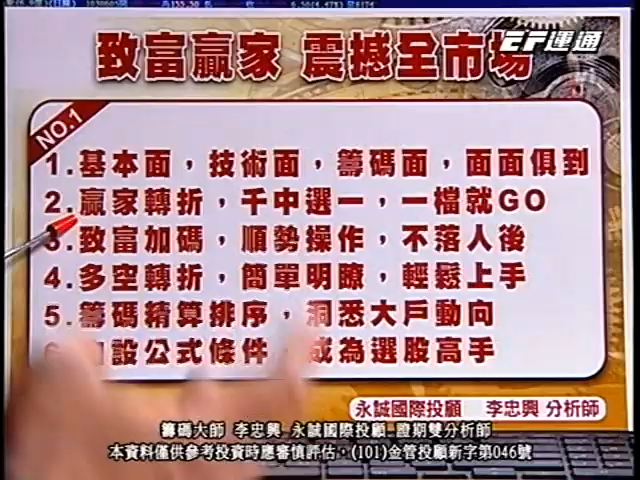 EF運通
致富贏家 震撼全市場
NO.1
1.基本面，技術面，籌碼面，面面俱到
2.贏家轉折，千中選一，一檔就GO
3.致富加碼，順勢操作，不落人後
4.多空轉折，簡單明瞭，輕鬆上手
5.籌碼精算排序，洞悉大戶動向
設公式條件 成為選股高手
永誠國際投顧 李忠興 分析師
籌碼大師 李忠興 永誠國際投顧 證期雙分析師
本資料僅供參考投資時應審慎評估，(101)金管投顧新字第046號